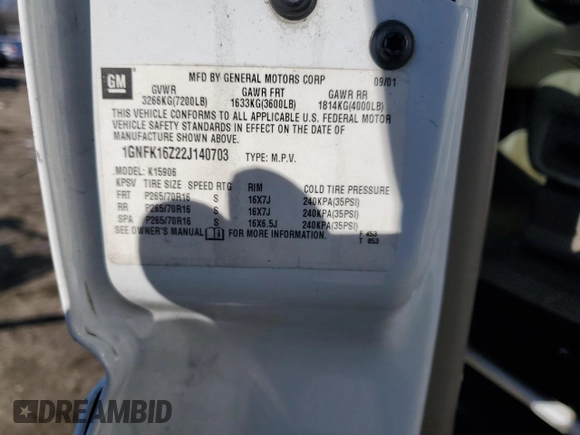 GM
MFD BY GENERAL MOTORS CORP 09/01
GVWR GAWR FRT GAWR RR
3266KG(7200LB) 1633KG(3600LB) 1814KG(4000LB)
THIS VEHICLE CONFORMS TO ALL APPLICABLE U.S. FEDERAL MOTOR
VEHICLE SAFETY STANDARDS IN EFFECT ON THE DATE OF
MANUFACTURE SHOWN ABOVE.
1GNFK16Z22J140703 TYPE: M.P.V.
MODEL: K15906
KPSV TIRE SIZE SPEED RTG RIM COLD TIRE PRESSURE
FRT P265/70R16 S 16X7J 240KPA(35PSI)
RR P265/70R16 S 16X7J 240KPA(35PSI)
SPA P265/70R16 S 16X6.5J 240KPA(35PSI)
SEE OWNER'S MANUAL FOR MORE INFORMATION. F 453
T 853
DREAMBID